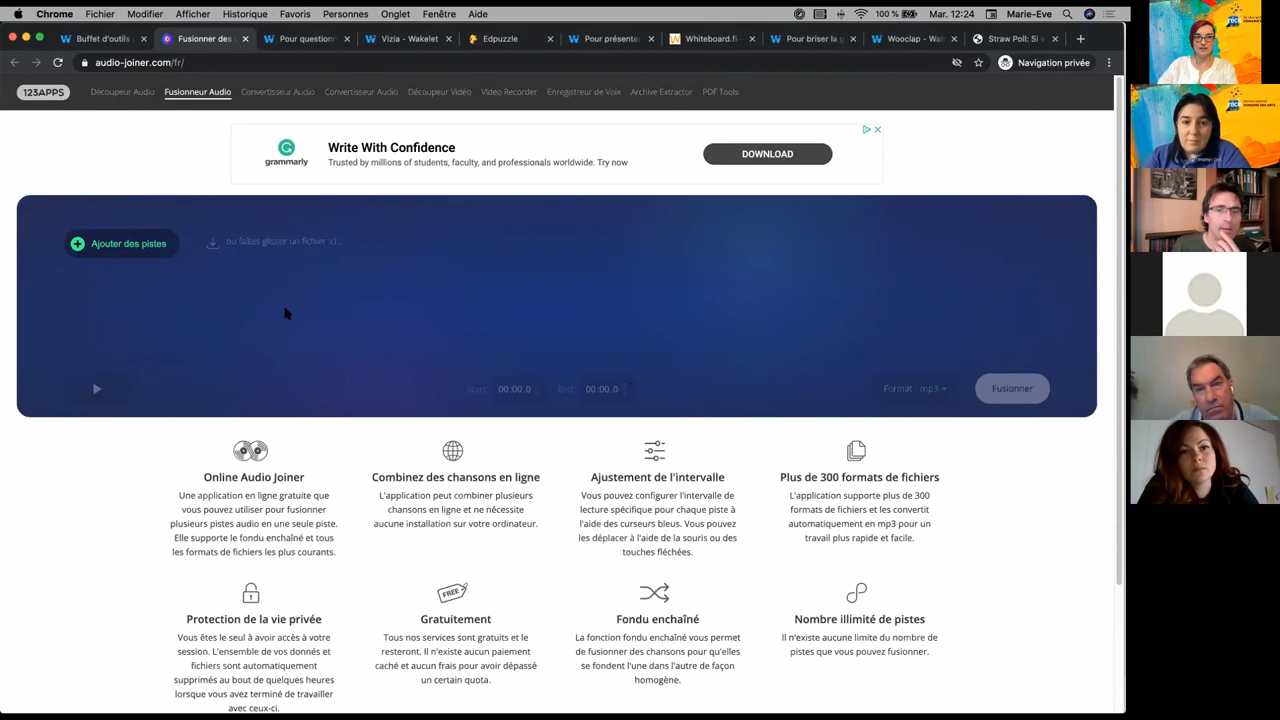 Chrome Fichier Modifier Afficher Historique Favoris Personnes Onglet Fenêtre Aide 100 % Mar. 12:24 Marie-Eve
Buffet d'outils Fusionner des Pour question Vizia - Wakelet Edpuzzle Pour présente Whiteboard.fi - Pour briser la g Wooclap - Wak Straw Poll: Si v
audio-joiner.com/fr/ Navigation privée
123APPS Découpeur Audio Fusionneur Audio Convertisseur Audio Convertisseur Audio Découpeur Vidéo Video Recorder Enregistreur de Voix Archive Extractor PDF Tools
grammarly
Write With Confidence
Trusted by millions of students, faculty, and professionals worldwide. Try now
DOWNLOAD
Ajouter des pistes ou faites glisser un fichier ici...
Start: 00:00.0 End: 00:00.0 Format : mp3 Fusionner
Online Audio Joiner
Une application en ligne gratuite que
vous pouvez utiliser pour fusionner
plusieurs pistes audio en une seule piste.
Elle supporte le fondu enchaîné et tous
les formats de fichiers les plus courants.
Combinez des chansons en ligne
L'application peut combiner plusieurs
chansons en ligne et ne nécessite
aucune installation sur votre ordinateur.
Ajustement de l'intervalle
Vous pouvez configurer l'intervalle de
lecture spécifique pour chaque piste à
l'aide des curseurs bleus. Vous pouvez
les déplacer à l'aide de la souris ou des
touches fléchées.
Plus de 300 formats de fichiers
L'application supporte plus de 300
formats de fichiers et les convertit
automatiquement en mp3 pour un
travail plus rapide et facile.
Protection de la vie privée
Vous êtes le seul à avoir accès à votre
session. L'ensemble de vos donnés et
fichiers sont automatiquement
supprimés au bout de quelques heures
lorsque vous avez terminé de travailler
avec ceux-ci.
FREE
Gratuitement
Tous nos services sont gratuits et le
resteront. Il n'existe aucun paiement
caché et aucun frais pour avoir dépassé
un certain quota.
Fondu enchaîné
La fonction fondu enchaîné vous permet
de fusionner des chansons pour qu'elles
se fondent l'une dans l'autre de façon
homogène.
Nombre illimité de pistes
Il n'existe aucune limite du nombre de
pistes que vous pouvez fusionner.